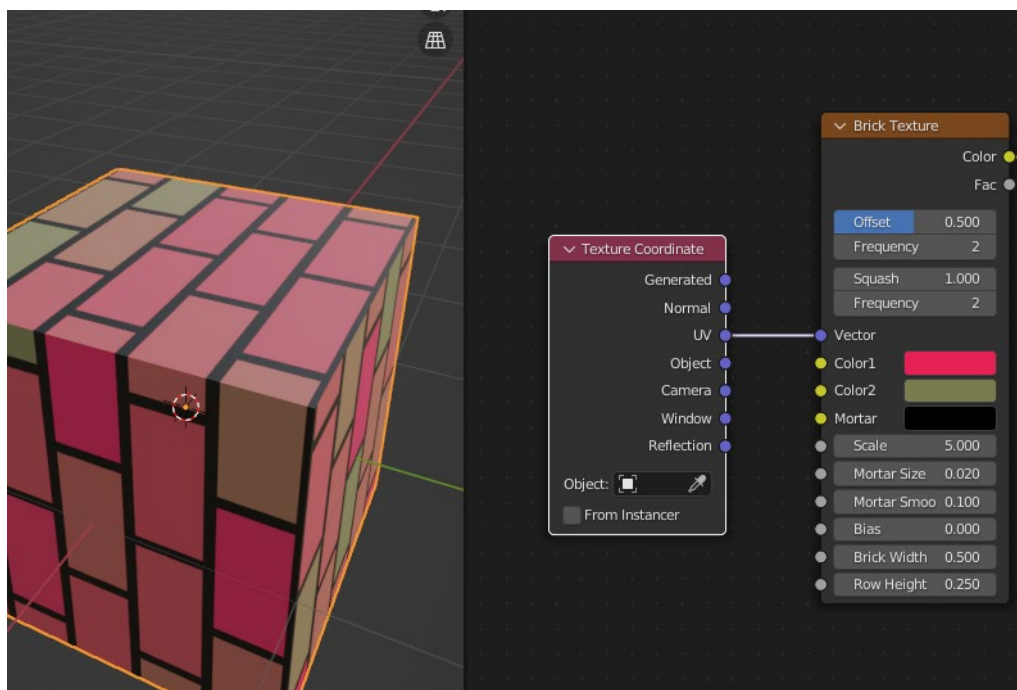 Texture Coordinate
Generated
Normal
UV
Object
Camera
Window
Reflection
Object:
From Instancer
Brick Texture
Color
Fac
Offset 0.500
Frequency 2
Squash 1.000
Frequency 2
Vector
Color1
Color2
Mortar
Scale 5.000
Mortar Size 0.020
Mortar Smoo 0.100
Bias 0.000
Brick Width 0.500
Row Height 0.250